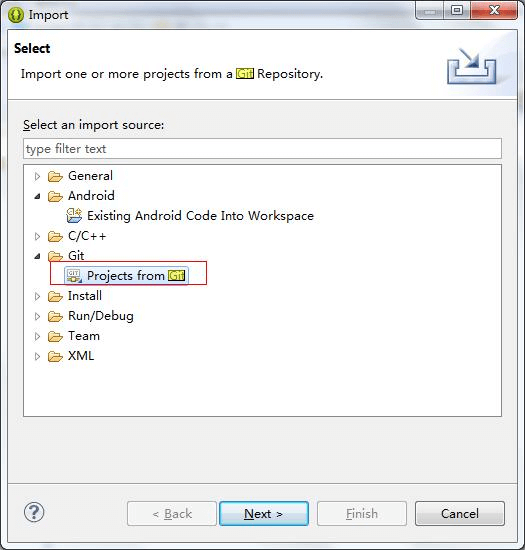 Import
Select
Import one or more projects from a Git Repository.
Select an import source:
type filter text
General
Android
Existing Android Code Into Workspace
C/C++
Git
GIT Projects from Git
Install
Run/Debug
Team
XML
? < Back Next > Finish Cancel